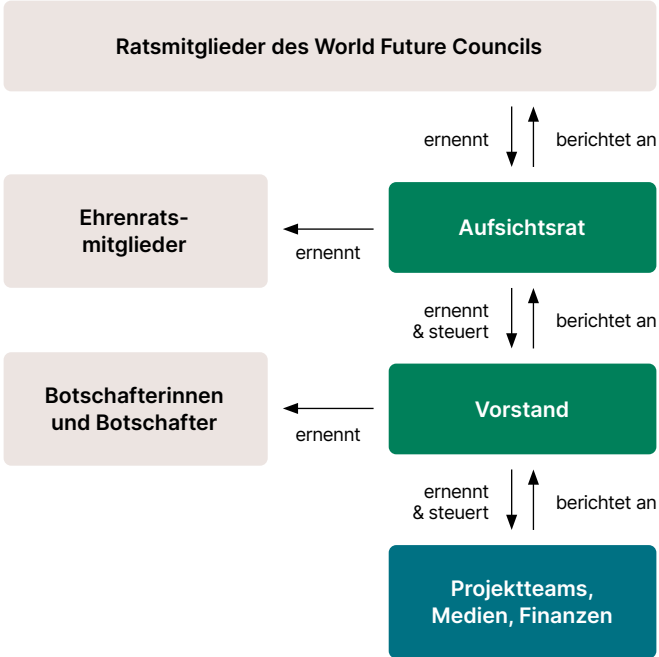 Ratsmitglieder des World Future Councils
ernennt
berichtet an
Ehrenrats-
mitglieder
ernennt
Aufsichtsrat
ernennt
& steuert
berichtet an
Botschafterinnen
und Botschafter
ernennt
Vorstand
ernennt
& steuert
berichtet an
Projektteams,
Medien, Finanzen